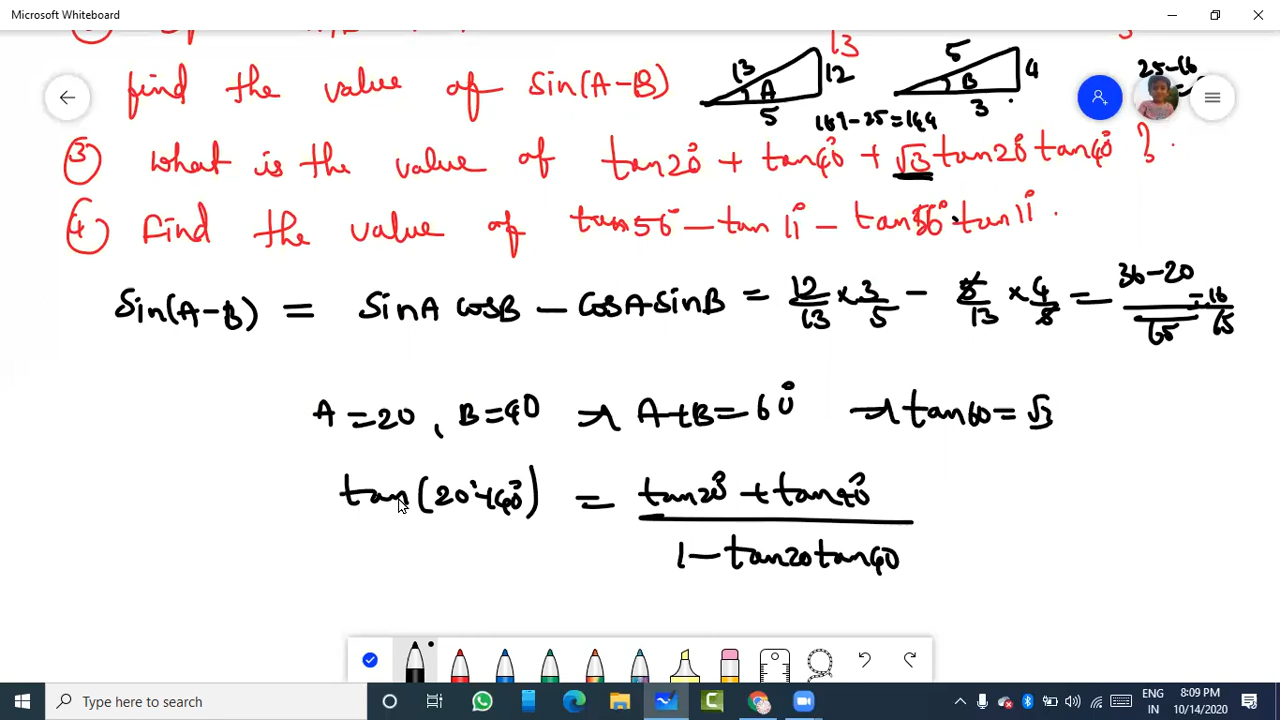 Microsoft Whiteboard
find the value of sin(A-B)
13
5
12
A
13
169-25=144
5
B
4
3
25-16
③ What is the value of tan20° + tan40° + √3 tan20° tan40° ?
④ Find the value of tan56° - tan 11° - tan56° tan11°.
Sin(A-B) = SinA CosB - CosA SinB = 12/13 × 3/5 - 5/13 × 4/5 = 36-20/65 = 16/65
A=20, B=40 ⇒ A+B=60° ⇒ tan60=√3
tan(20°+40°) = tan20° + tan40° / 1-tan20tan40
Type here to search
ENG
IN
8:09 PM
10/14/2020